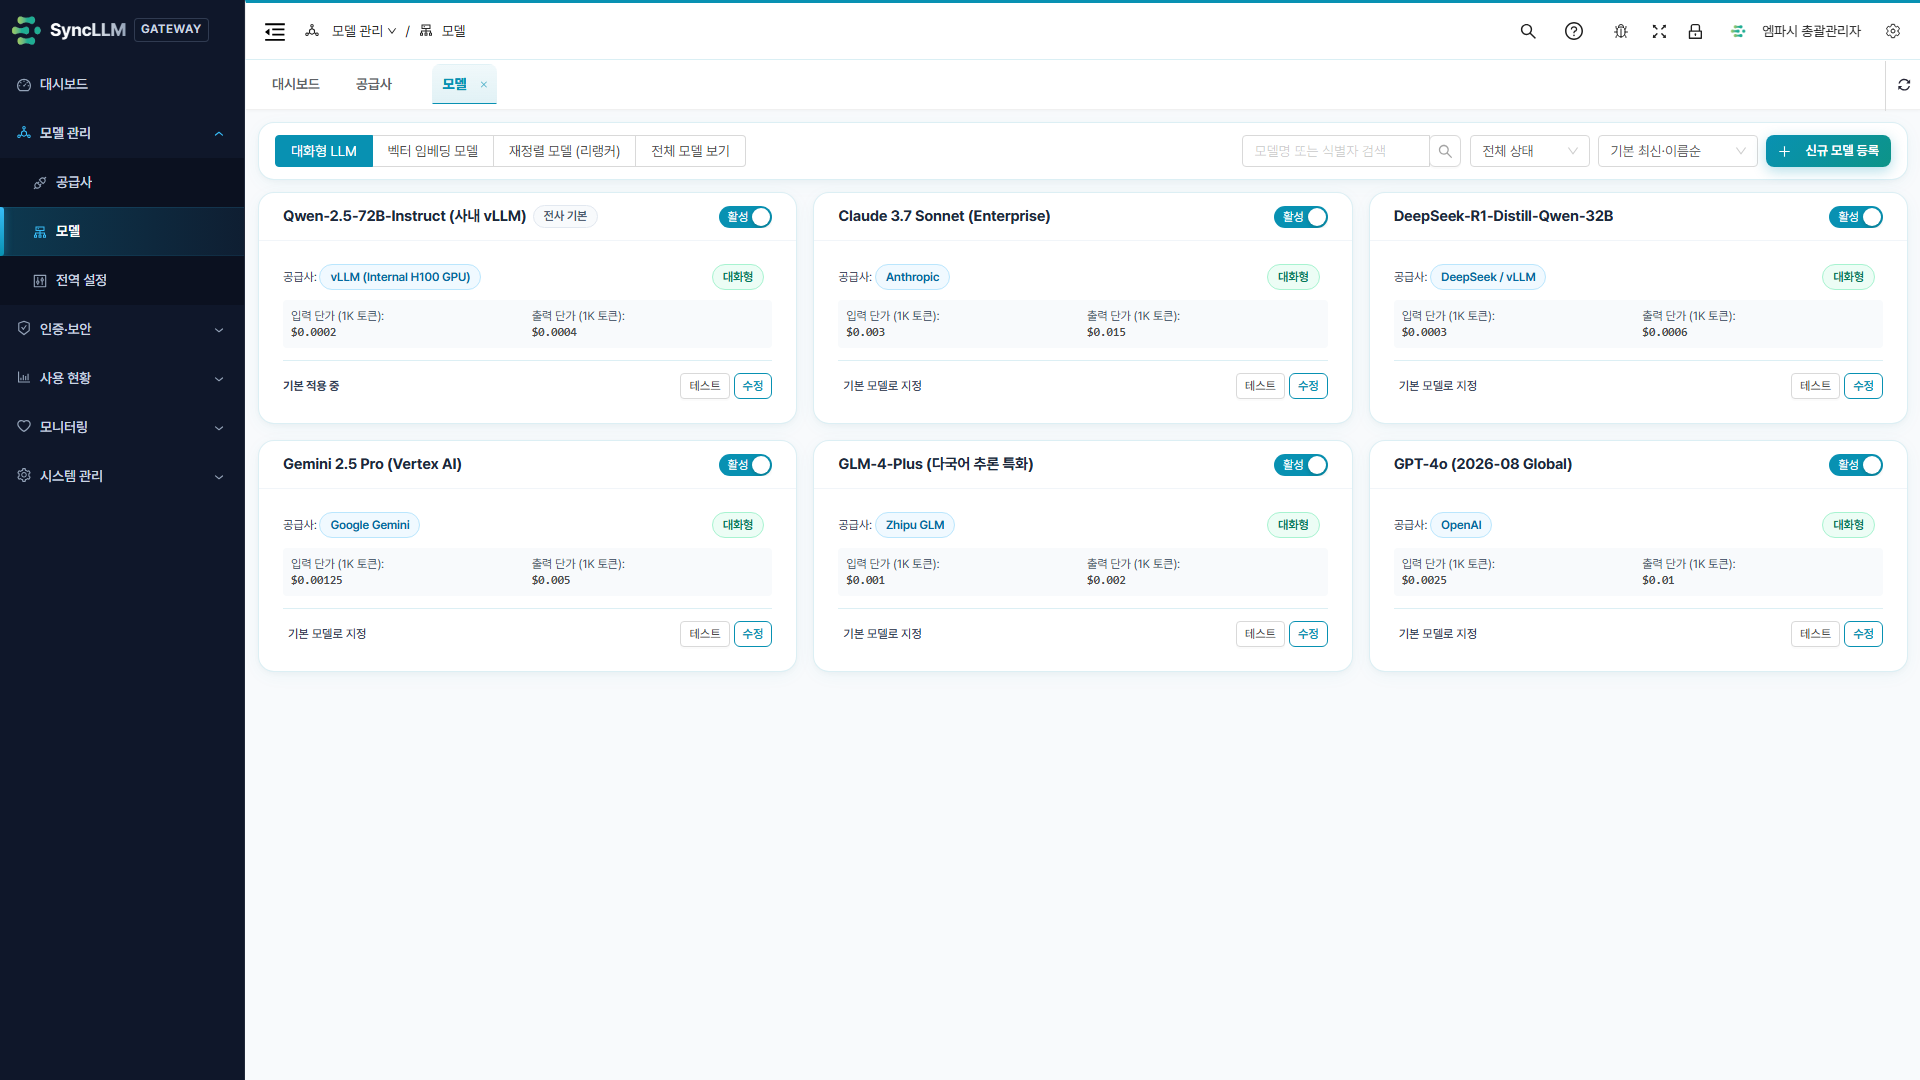 SyncLLM GATEWAY
대시보드
모델 관리
공급사
모델
전역 설정
인증·보안
사용 현황
모니터링
시스템 관리
모델 관리 / 모델
엠파시 총괄관리자
대시보드 공급사 모델 ×
대화형 LLM 벡터 임베딩 모델 재정렬 모델 (리랭커) 전체 모델 보기
모델명 또는 식별자 검색 전체 상태 기본 최신·이름순 + 신규 모델 등록
Qwen-2.5-72B-Instruct (사내 vLLM) 전사 기본 활성
공급사: vLLM (Internal H100 GPU) 대화형
입력 단가 (1K 토큰): 출력 단가 (1K 토큰):
$0.0002 $0.0004
기본 적용 중 테스트 수정
Claude 3.7 Sonnet (Enterprise) 활성
공급사: Anthropic 대화형
입력 단가 (1K 토큰): 출력 단가 (1K 토큰):
$0.003 $0.015
기본 모델로 지정 테스트 수정
DeepSeek-R1-Distill-Qwen-32B 활성
공급사: DeepSeek / vLLM 대화형
입력 단가 (1K 토큰): 출력 단가 (1K 토큰):
$0.0003 $0.0006
기본 모델로 지정 테스트 수정
Gemini 2.5 Pro (Vertex AI) 활성
공급사: Google Gemini 대화형
입력 단가 (1K 토큰): 출력 단가 (1K 토큰):
$0.00125 $0.005
기본 모델로 지정 테스트 수정
GLM-4-Plus (다국어 추론 특화) 활성
공급사: Zhipu GLM 대화형
입력 단가 (1K 토큰): 출력 단가 (1K 토큰):
$0.001 $0.002
기본 모델로 지정 테스트 수정
GPT-4o (2026-08 Global) 활성
공급사: OpenAI 대화형
입력 단가 (1K 토큰): 출력 단가 (1K 토큰):
$0.0025 $0.01
기본 모델로 지정 테스트 수정